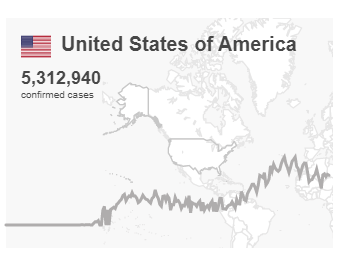 United States of America
5,312,940
confirmed cases